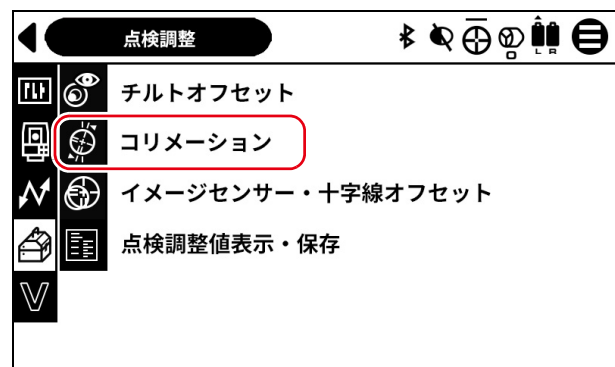 点検調整
L R
チルトオフセット
コリメーション
イメージセンサー・十字線オフセット
点検調整値表示・保存